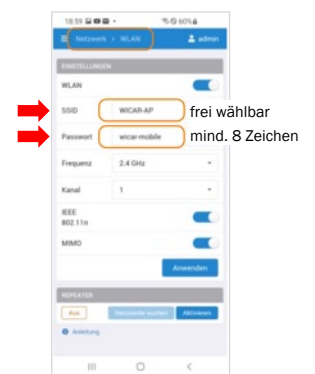 18:59 60%
Netzwerk > WLAN admin
EINSTELLUNGEN
WLAN
SSID WICAR-AP frei wählbar
Passwort wicar-mobile mind. 8 Zeichen
Frequenz 2.4 GHz
Kanal 1
IEEE
802.11n
MIMO
Anwenden
REPEATER
Aus Netzwerke suchen Aktivieren
Anleitung